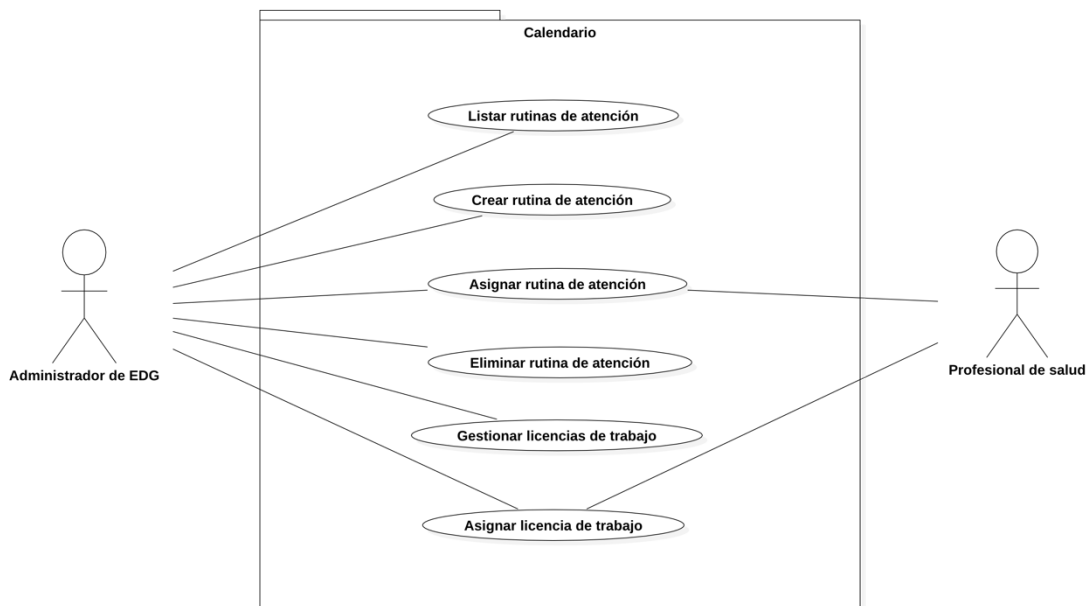 Calendario
Listar rutinas de atención
Crear rutina de atención
Asignar rutina de atención
Eliminar rutina de atención
Administrador de EDG
Profesional de salud
Gestionar licencias de trabajo
Asignar licencia de trabajo